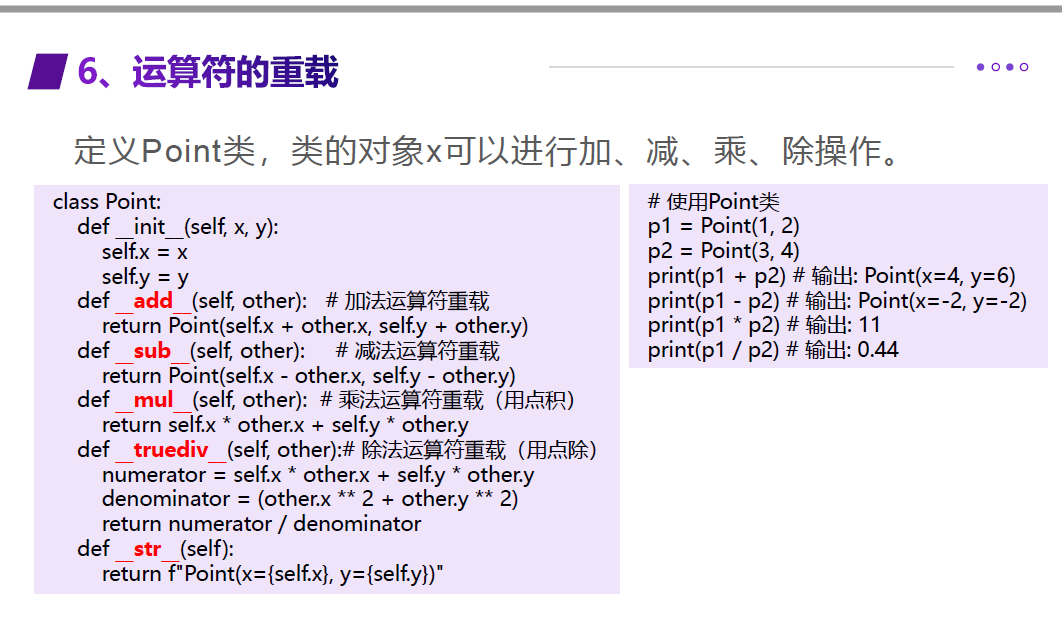 6、运算符的重载
定义Point类，类的对象x可以进行加、减、乘、除操作。
class Point:
def __init__(self, x, y):
self.x = x
self.y = y
def __add__(self, other): # 加法运算符重载
return Point(self.x + other.x, self.y + other.y)
def __sub__(self, other): # 减法运算符重载
return Point(self.x - other.x, self.y - other.y)
def __mul__(self, other): # 乘法运算符重载（用点积）
return self.x * other.x + self.y * other.y
def __truediv__(self, other):# 除法运算符重载（用点除）
numerator = self.x * other.x + self.y * other.y
denominator = (other.x ** 2 + other.y ** 2)
return numerator / denominator
def __str__(self):
return f"Point(x={self.x}, y={self.y})"
# 使用Point类
p1 = Point(1, 2)
p2 = Point(3, 4)
print(p1 + p2) # 输出: Point(x=4, y=6)
print(p1 - p2) # 输出: Point(x=-2, y=-2)
print(p1 * p2) # 输出: 11
print(p1 / p2) # 输出: 0.44